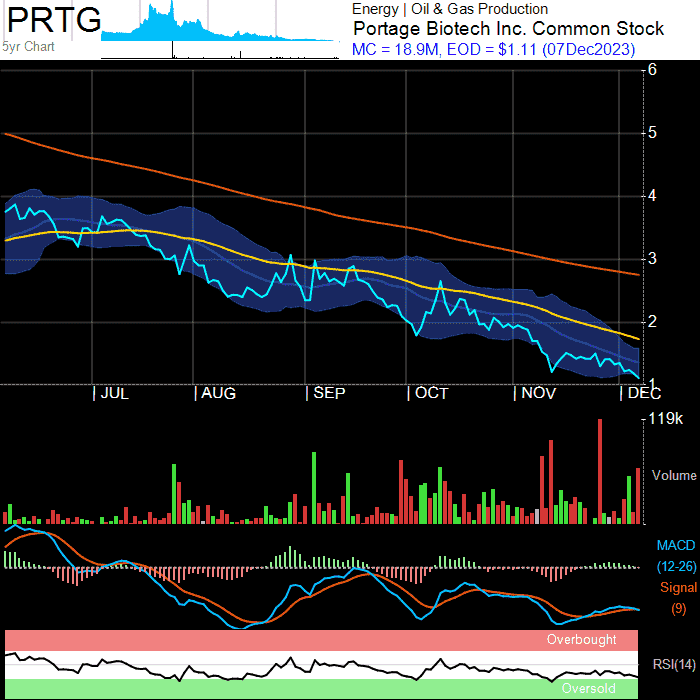 PRTG
5yr Chart
Energy | Oil & Gas Production
Portage Biotech Inc. Common Stock
MC = 18.9M, EOD = $1.11 (07Dec2023)
6
5
4
3
2
1
| JUL | AUG | SEP | OCT | NOV | DEC
119k
Volume
MACD
(12-26)
Signal
(9)
Overbought
RSI(14)
Oversold